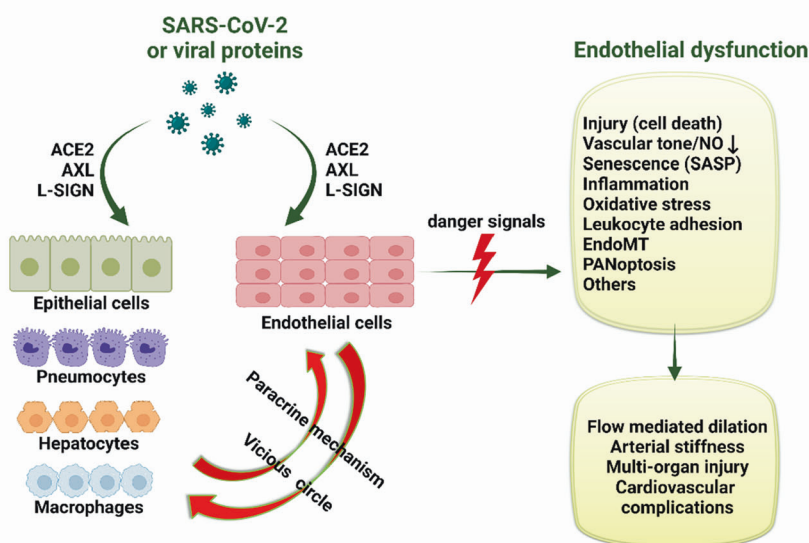 SARS-CoV-2
or viral proteins
ACE2
AXL
L-SIGN
ACE2
AXL
L-SIGN
Epithelial cells
Pneumocytes
Hepatocytes
Macrophages
Endothelial cells
Paracrine mechanism
Vicious circle
danger signals
Endothelial dysfunction
Injury (cell death)
Vascular tone/NO ↓
Senescence (SASP)
Inflammation
Oxidative stress
Leukocyte adhesion
EndoMT
PANoptosis
Others
Flow mediated dilation
Arterial stiffness
Multi-organ injury
Cardiovascular
complications